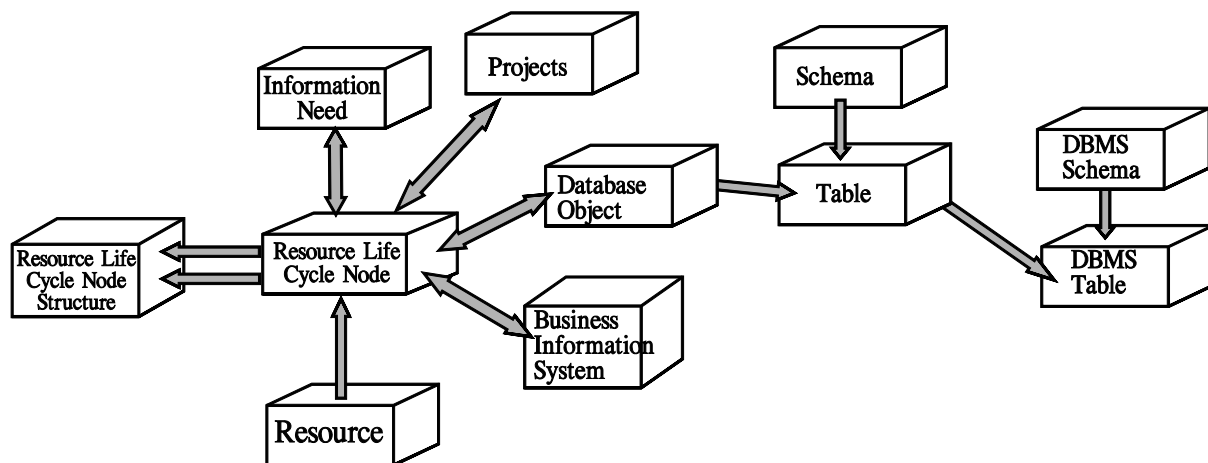 Information
Need
Projects
Schema
DBMS
Schema
Database
Object
Table
Resource Life
Cycle Node
Structure
Resource Life
Cycle Node
DBMS
Table
Business
Information
System
Resource